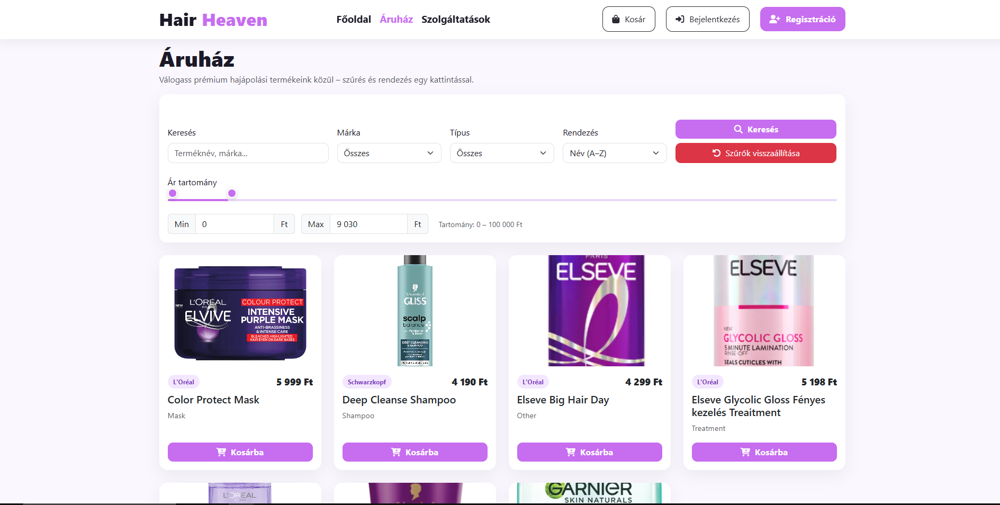 Hair Heaven
Főoldal Áruház Szolgáltatások
Kosár
Bejelentkezés
Regisztráció
Áruház
Válogass prémium hajápolási termékeink közül – szűrés és rendezés egy kattintással.
Keresés
Terméknév, márka...
Márka
Összes
Típus
Összes
Rendezés
Név (A–Z)
Keresés
Szűrők visszaállítása
Ár tartomány
Min 0 Ft
Max 9 030 Ft
Tartomány: 0 – 100 000 Ft
NEW
L'ORÉAL
PARIS
ELVIVE
COLOUR PROTECT
INTENSIVE
PURPLE MASK
ANTI-BRASSINESS
& INTENSE CARE
BLEACHED, HIGHLIGHTED
HAIR EVEN ON DARK BASES
L'Oréal
5 999 Ft
Color Protect Mask
Mask
Kosárba
Schwarzkopf
GLISS
scalp
balance
Panthenol
& Biotin
DEEP CLEANSING
SHAMPOO
Schwarzkopf
4 190 Ft
Deep Cleanse Shampoo
Shampoo
Kosárba
PARIS
ELSEVE
L'Oréal
4 299 Ft
Elseve Big Hair Day
Other
Kosárba
ELSEVE
NEW
GLYCOLIC GLOSS
5 MINUTE LAMINATION
RINSE-OFF
SEALS CUTICLES WITH
L'Oréal
5 198 Ft
Elseve Glycolic Gloss Fényes
kezelés Treaitment
Treatment
Kosárba
L'ORÉAL
GARNIER
SKIN NATURALS